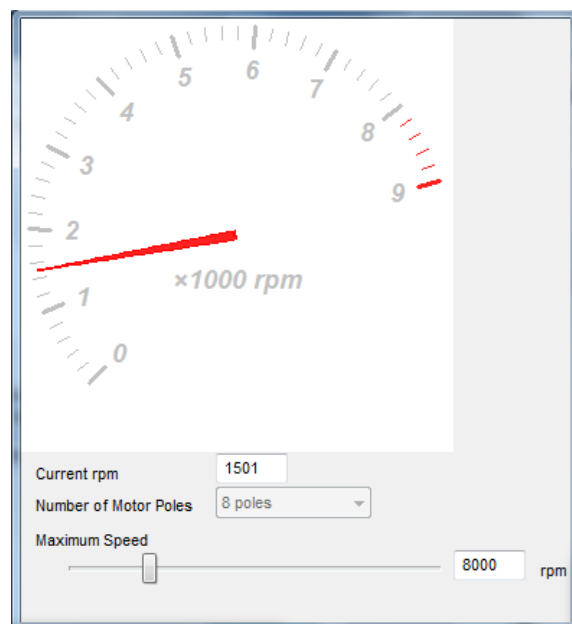 6
5
7
4
8
3
9
2
×1000 rpm
1
0
Current rpm 1501
Number of Motor Poles 8 poles
Maximum Speed
8000 rpm